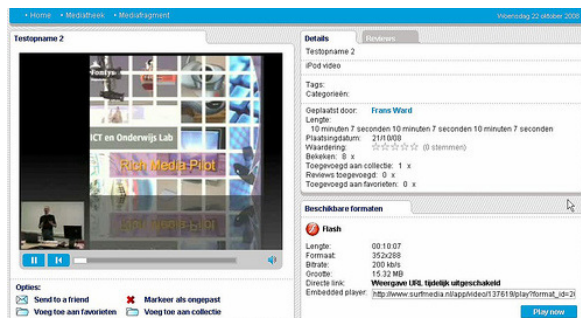 • Home • Mediatheek • Mediafragment
Woensdag 22 oktober 2008
Testopname 2
Fontys
ICT en Onderwijs Lab
Rich Media Pilot
Opties:
Send to a friend
Markeer als ongepast
Voeg toe aan favorieten
Voeg toe aan collectie
Details
Reviews
Testopname 2
iPod video
Tags:
Categorieën:
Geplaatst door: Frans Ward
Lengte:
10 minuten 7 seconden 10 minuten 7 seconden 10 minuten 7 seconden
Plaatsingdatum: 21/10/08
Waardering: (0 stemmen)
Bekeken: 8 x
Toegevoegd aan collectie: 1 x
Reviews toegevoegd: 0 x
Toegevoegd aan favorieten: 0 x
Beschikbare formaten
Flash
Lengte: 00:10:07
Formaat: 352x288
Bitrate: 200 kb/s
Grootte: 15.32 MB
Directe link: Weergave URL tijdelijk uitgeschakeld
Embedded player: http://www.surfmedia.nl/app/video/137619/play?format_id=2
Play now